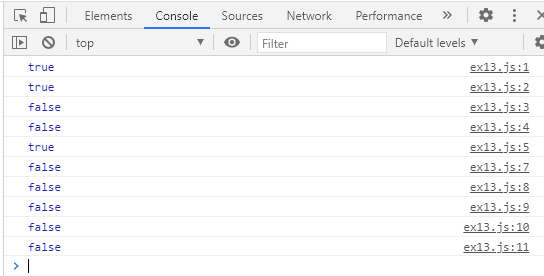 Elements Console Sources Network Performance »
top ▼ Filter Default levels ▼
true ex13.js:1
true ex13.js:2
false ex13.js:3
false ex13.js:4
true ex13.js:5
false ex13.js:7
false ex13.js:8
false ex13.js:9
false ex13.js:10
false ex13.js:11
>